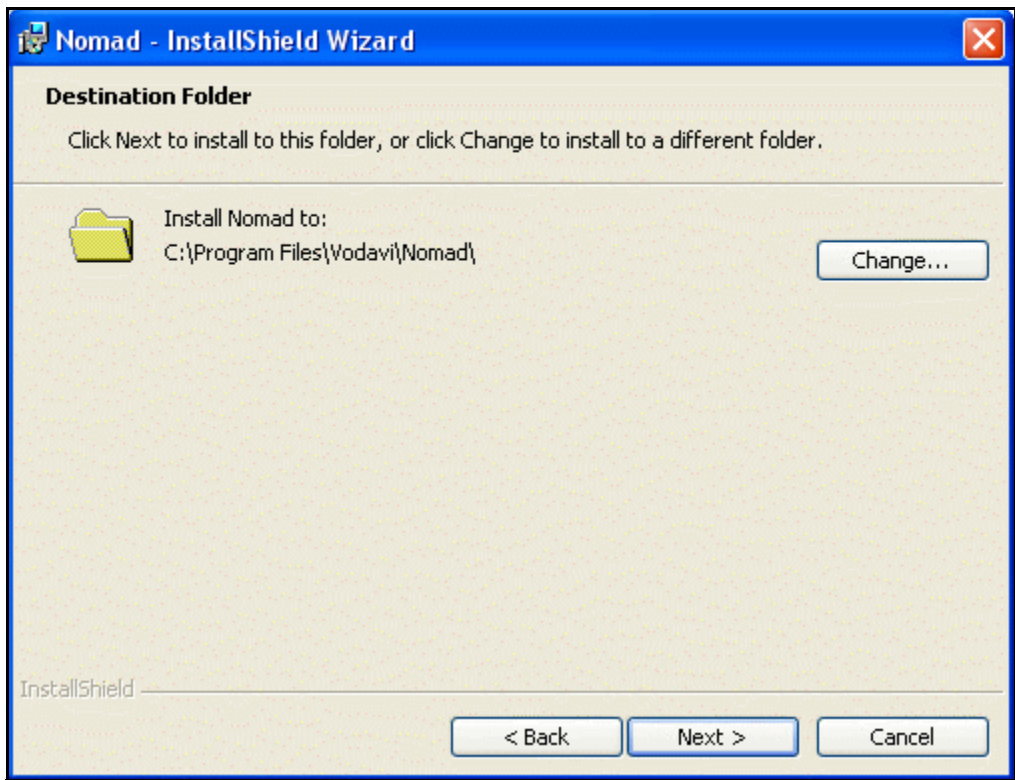 Nomad - InstallShield Wizard
Destination Folder
Click Next to install to this folder, or click Change to install to a different folder.
Install Nomad to:
C:\Program Files\Vodavi\Nomad\
Change...
InstallShield
< Back
Next >
Cancel